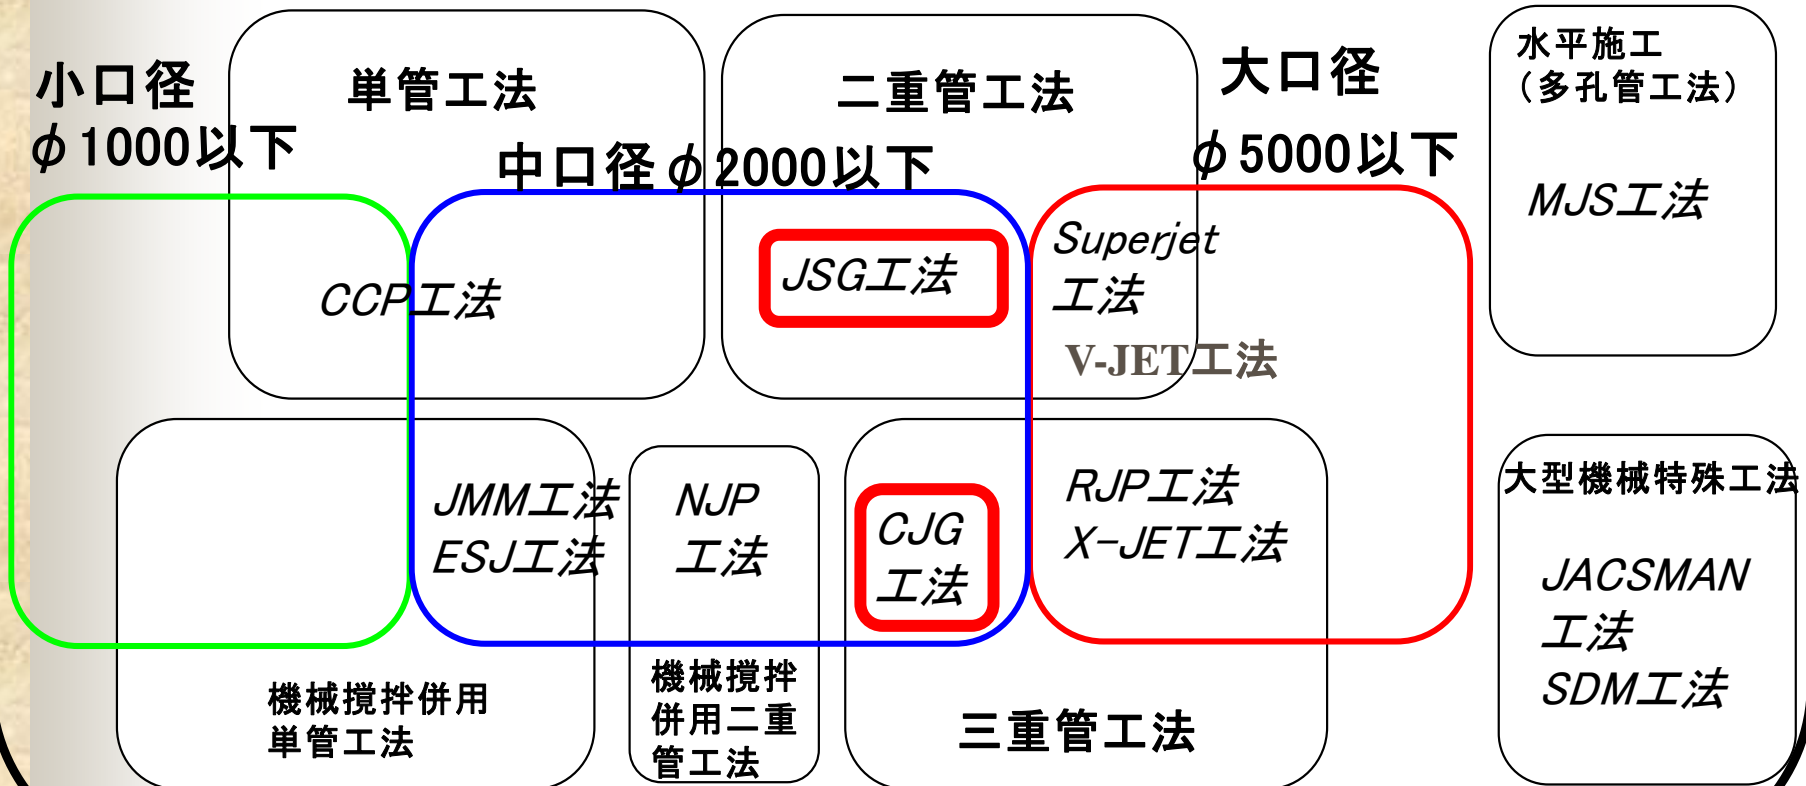 小口径
φ1000以下
単管工法
中口径φ2000以下
二重管工法
大口径
φ5000以下
水平施工
（多孔管工法）
MJS工法
CCP工法
JSG工法
Superjet
工法
V-JET工法
JMM工法
ESJ工法
NJP
工法
CJG
工法
RJP工法
X-JET工法
大型機械特殊工法
JACSMAN
工法
SDM工法
機械撹拌併用
単管工法
機械撹拌
併用二重
管工法
三重管工法